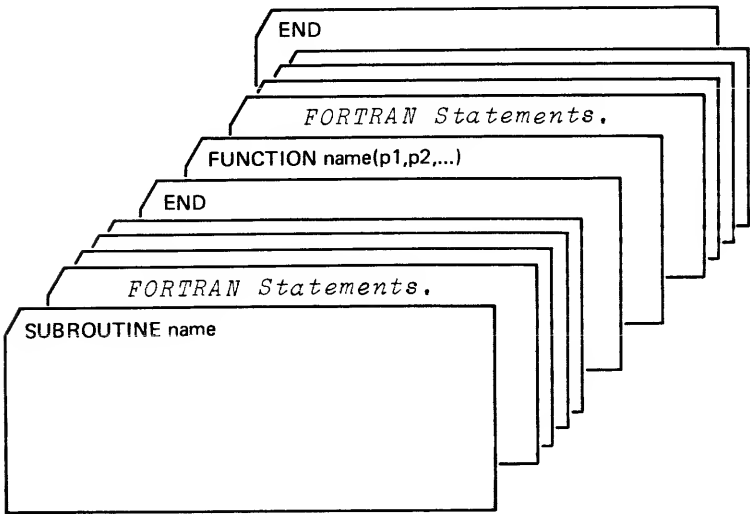 END
FORTRAN Statements.
FUNCTION name(p1,p2,...)
END
FORTRAN Statements.
SUBROUTINE name